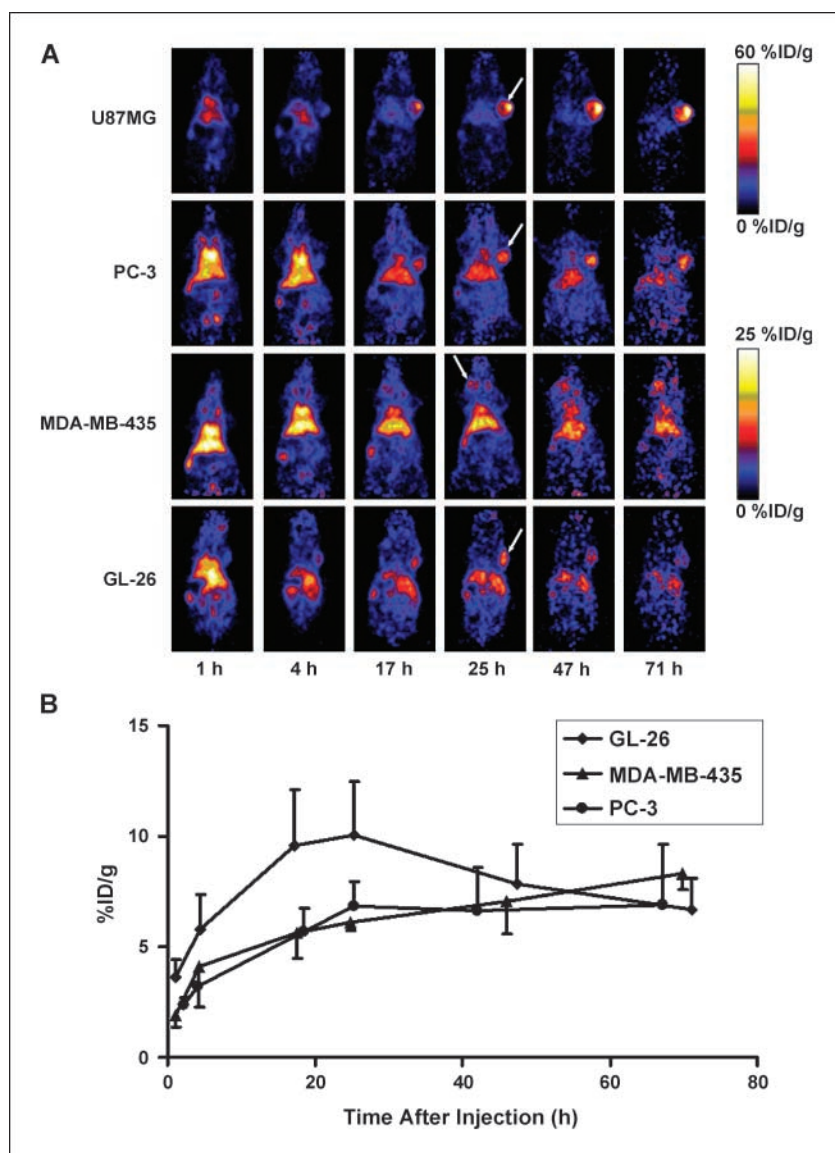 A
U87MG
PC-3
MDA-MB-435
GL-26
60 %ID/g
0 %ID/g
25 %ID/g
0 %ID/g
1 h 4 h 17 h 25 h 47 h 71 h
B
15
10
5
0
%ID/g
GL-26
MDA-MB-435
PC-3
0 20 40 60 80
Time After Injection (h)